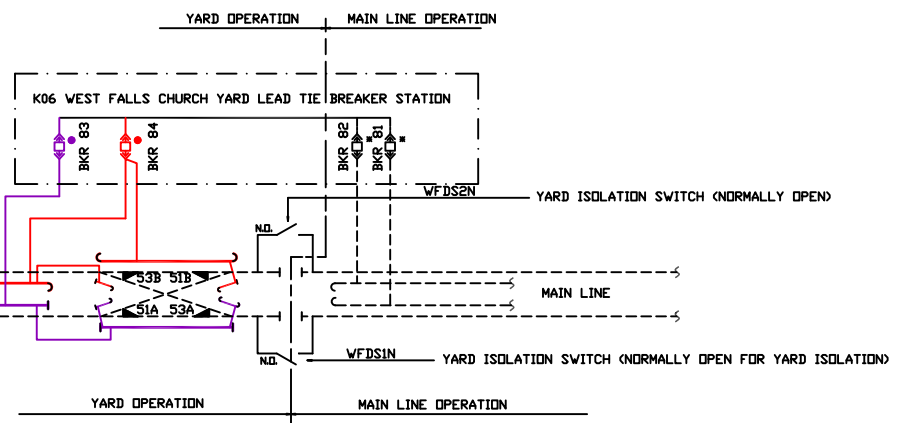 YARD OPERATION
MAIN LINE OPERATION
K06 WEST FALLS CHURCH YARD LEAD TIE BREAKER STATION
BKR 83
BKR 84
BKR 82
BKR 81
*
*
WFDS2N
YARD ISOLATION SWITCH (NORMALLY OPEN)
N.O.
53B
51B
51A
53A
MAIN LINE
N.O.
WFDS1N
YARD ISOLATION SWITCH (NORMALLY OPEN FOR YARD ISOLATION)
YARD OPERATION
MAIN LINE OPERATION